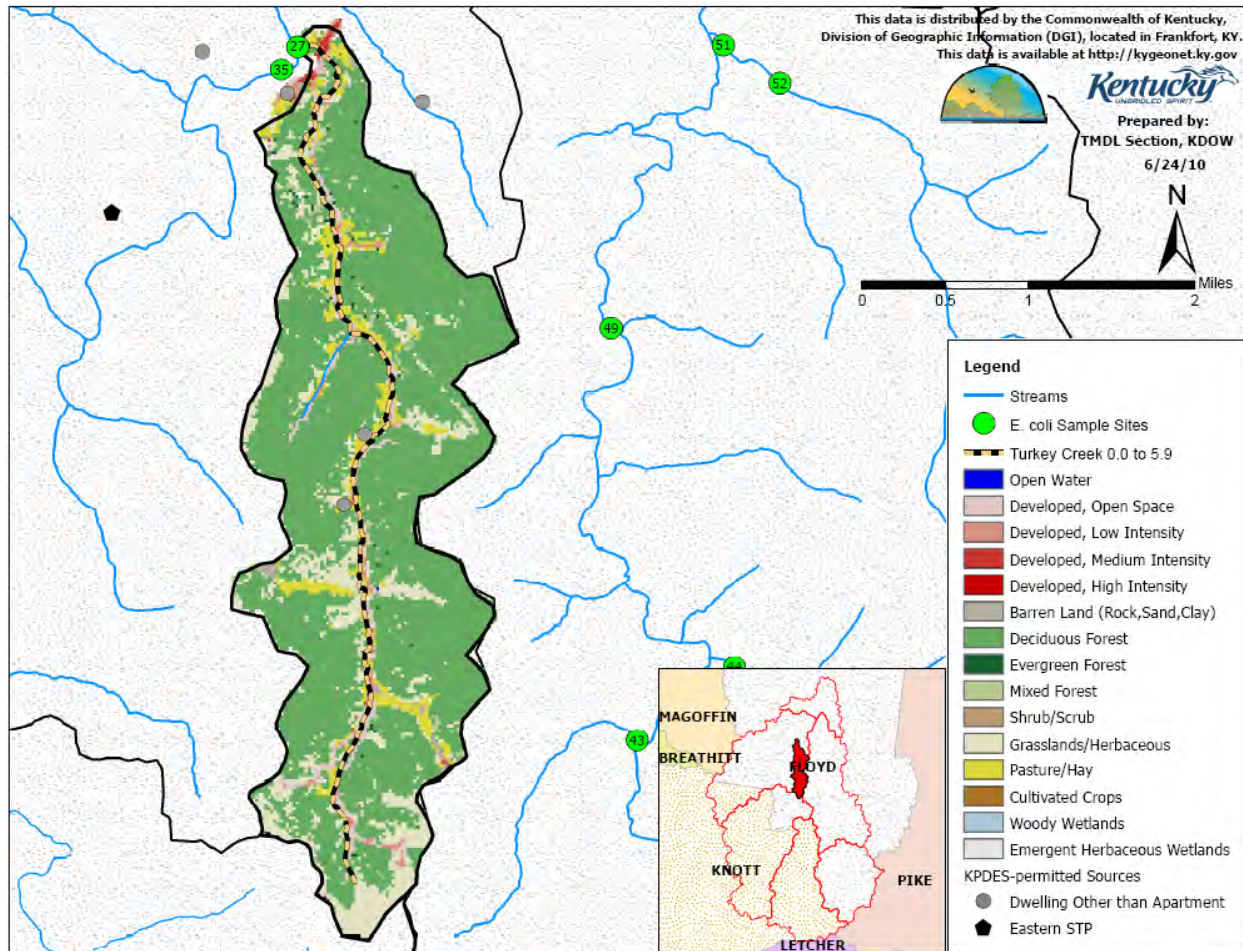 This data is distributed by the Commonwealth of Kentucky,
Division of Geographic Information (DGI), located in Frankfort, KY.
This data is available at http://kygeonet.ky.gov
Kentucky
UNBRIDLED SPIRIT
Prepared by:
TMDL Section, KDOW
6/24/10
N
0 0.5 1 2 Miles
27
35
51
52
49
44
43
Legend
Streams
E. coli Sample Sites
Turkey Creek 0.0 to 5.9
Open Water
Developed, Open Space
Developed, Low Intensity
Developed, Medium Intensity
Developed, High Intensity
Barren Land (Rock,Sand,Clay)
Deciduous Forest
Evergreen Forest
Mixed Forest
Shrub/Scrub
Grasslands/Herbaceous
Pasture/Hay
Cultivated Crops
Woody Wetlands
Emergent Herbaceous Wetlands
KPDES-permitted Sources
Dwelling Other than Apartment
Eastern STP
MAGOFFIN
BREATHITT
FLOYD
KNOTT
PIKE
LETCHER